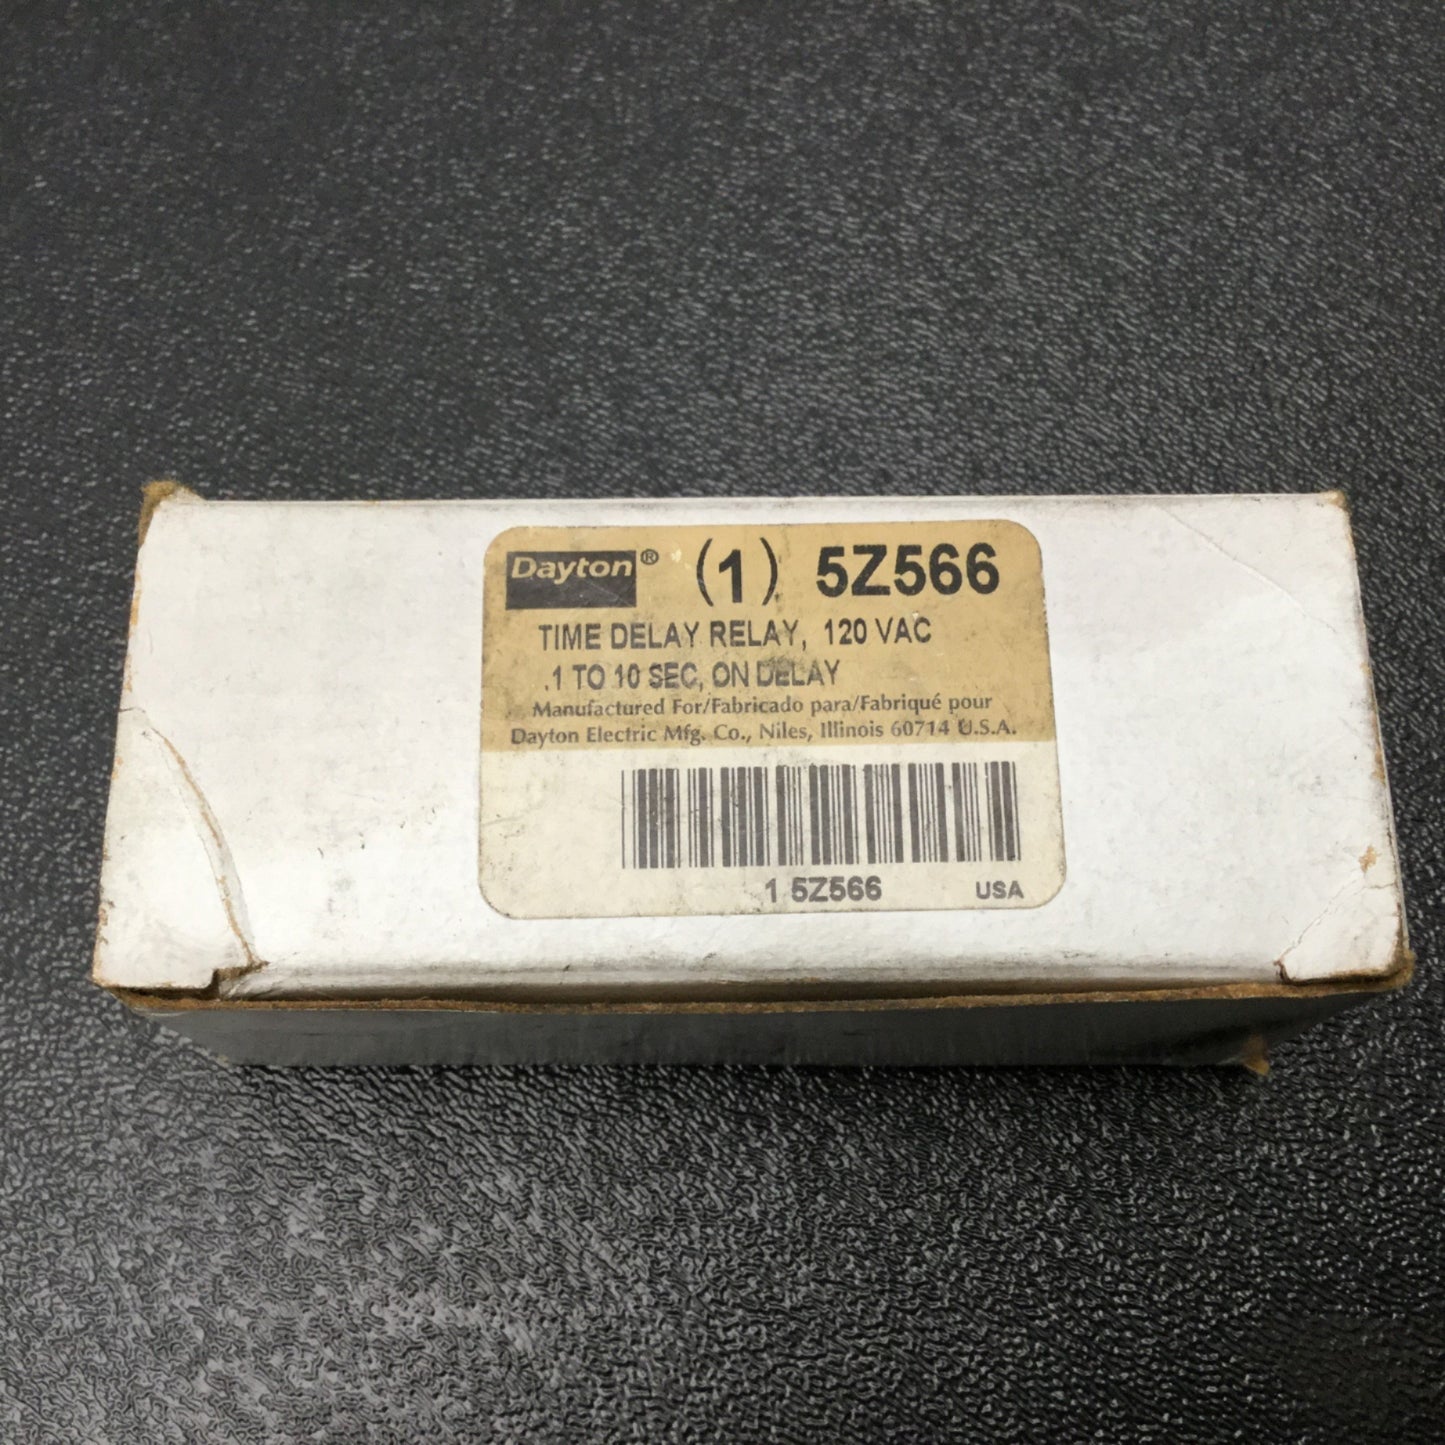 Dayton® (1) 5Z566
TIME DELAY RELAY, 120 VAC
.1 TO 10 SEC, ON DELAY
Manufactured For/Fabricado para/Fabriqué pour
Dayton Electric Mfg. Co., Niles, Illinois 60714 U.S.A.
1 5Z566 USA